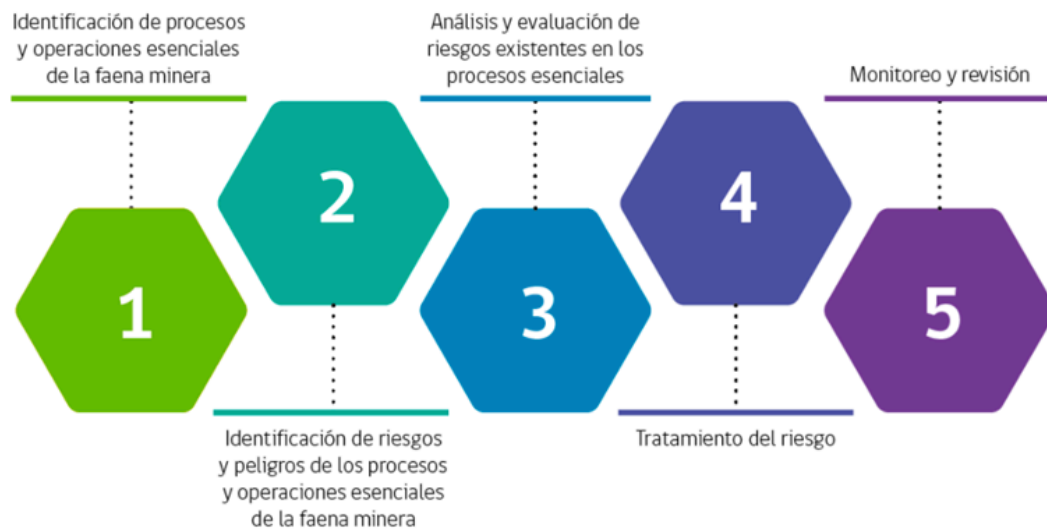 Identificación de procesos
y operaciones esenciales
de la faena minera
1
2
Identificación de riesgos
y peligros de los procesos
y operaciones esenciales
de la faena minera
Análisis y evaluación de
riesgos existentes en los
procesos esenciales
3
4
Tratamiento del riesgo
Monitoreo y revisión
5